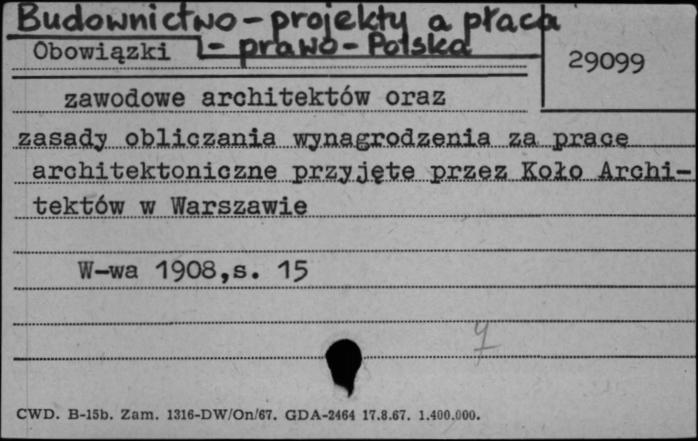 Budownictwo - projekty a płaca
- prawo - Polska
Obowiązki
29099
zawodowe architektów oraz
zasady obliczania wynagrodzenia za pracę
architektoniczne przyjęte przez Koło Archi-
tektów w Warszawie
W-wa 1908,s. 15
CWD. B-15b. Zam. 1316-DW/On/67. GDA-2464 17.8.67. 1.400.000.